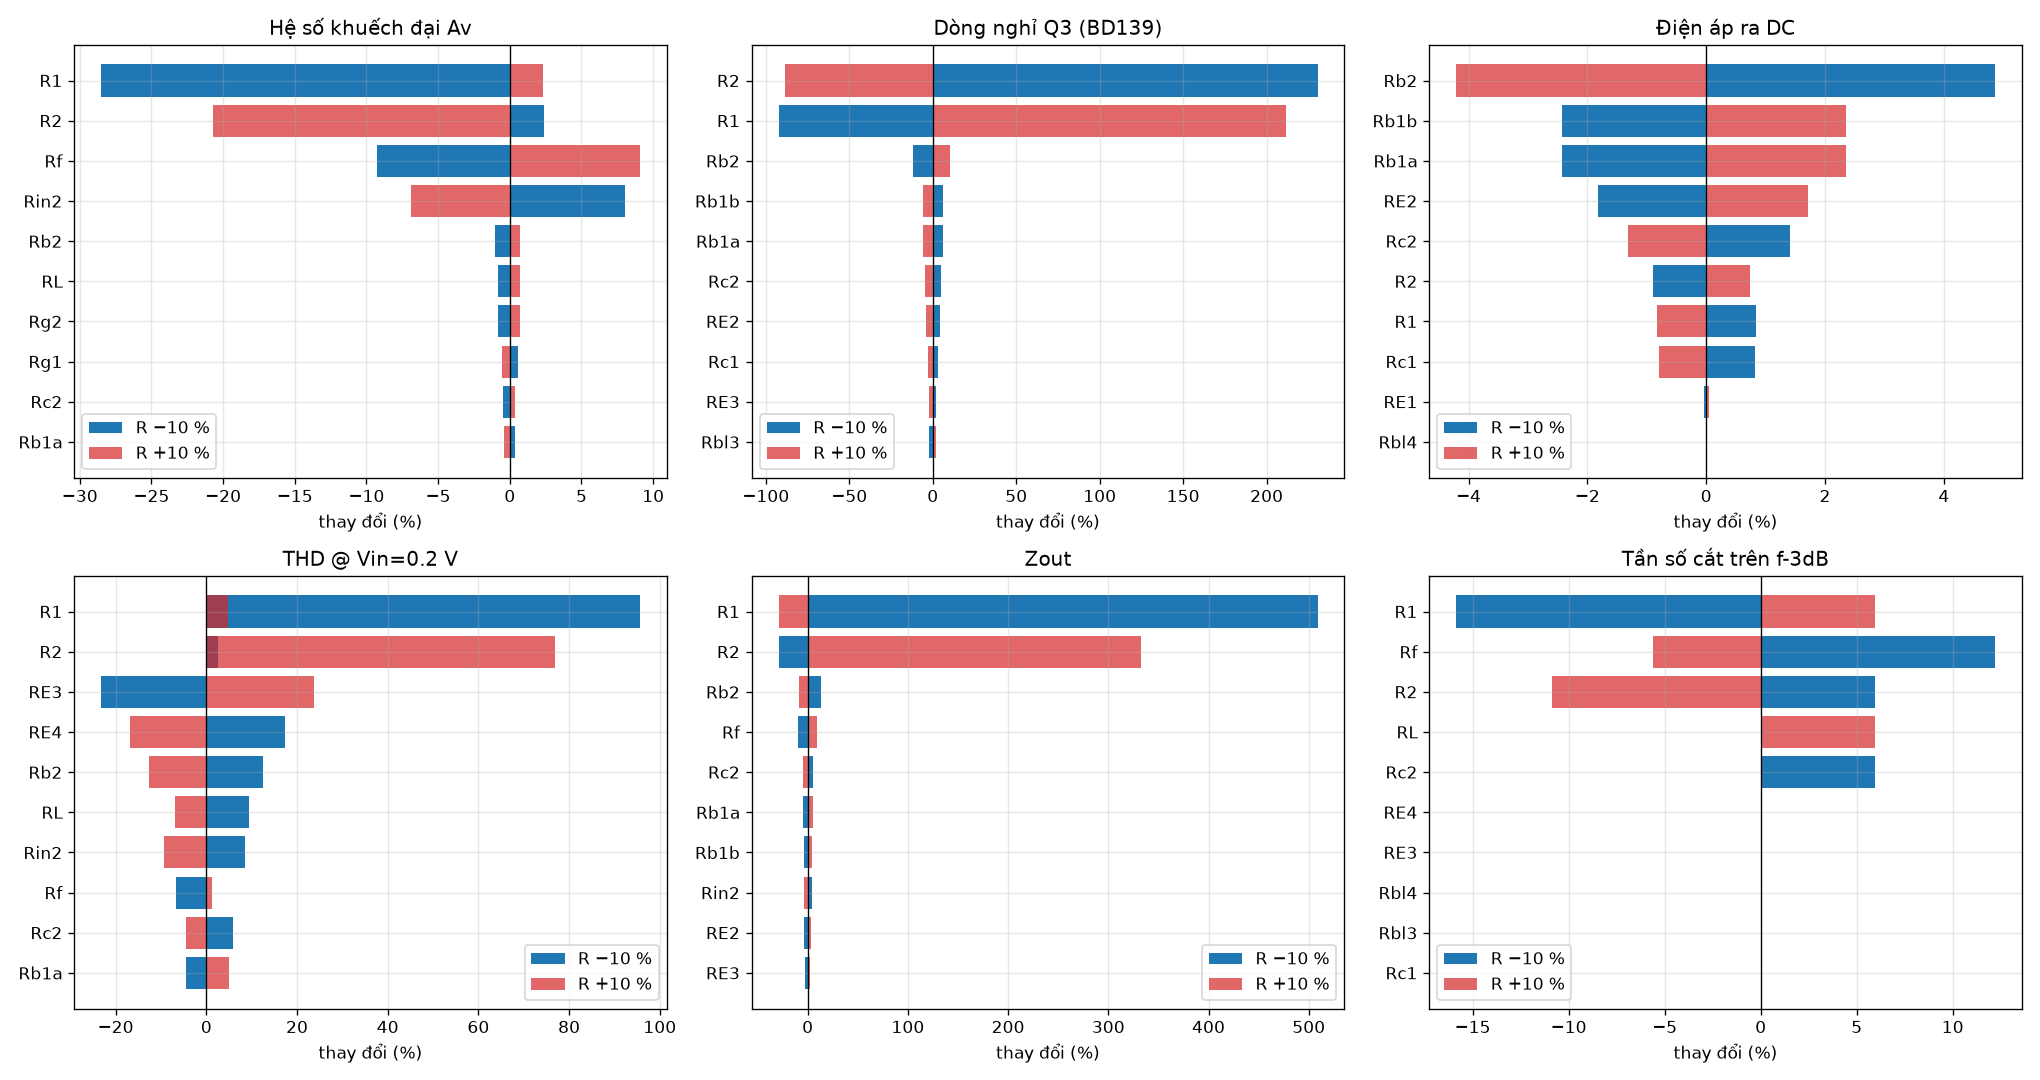 Hệ số khuếch đại Av
R1
R2
Rf
Rin2
Rb2
RL
Rg2
Rg1
Rc2
Rb1a
R −10 %
R +10 %
−30 −25 −20 −15 −10 −5 0 5 10
thay đổi (%)
Dòng nghỉ Q3 (BD139)
R2
R1
Rb2
Rb1b
Rb1a
Rc2
RE2
Rc1
RE3
Rbl3
R −10 %
R +10 %
−100 −50 0 50 100 150 200
thay đổi (%)
Điện áp ra DC
Rb2
Rb1b
Rb1a
RE2
Rc2
R2
R1
Rc1
RE1
Rbl4
R −10 %
R +10 %
−4 −2 0 2 4
thay đổi (%)
THD @ Vin=0.2 V
R1
R2
RE3
RE4
Rb2
RL
Rin2
Rf
Rc2
Rb1a
R −10 %
R +10 %
−20 0 20 40 60 80 100
thay đổi (%)
Zout
R1
R2
Rb2
Rf
Rc2
Rb1a
Rb1b
Rin2
RE2
RE3
R −10 %
R +10 %
0 100 200 300 400 500
thay đổi (%)
Tần số cắt trên f-3dB
R1
Rf
R2
RL
Rc2
RE4
RE3
Rbl4
Rbl3
Rc1
R −10 %
R +10 %
−15 −10 −5 0 5 10
thay đổi (%)